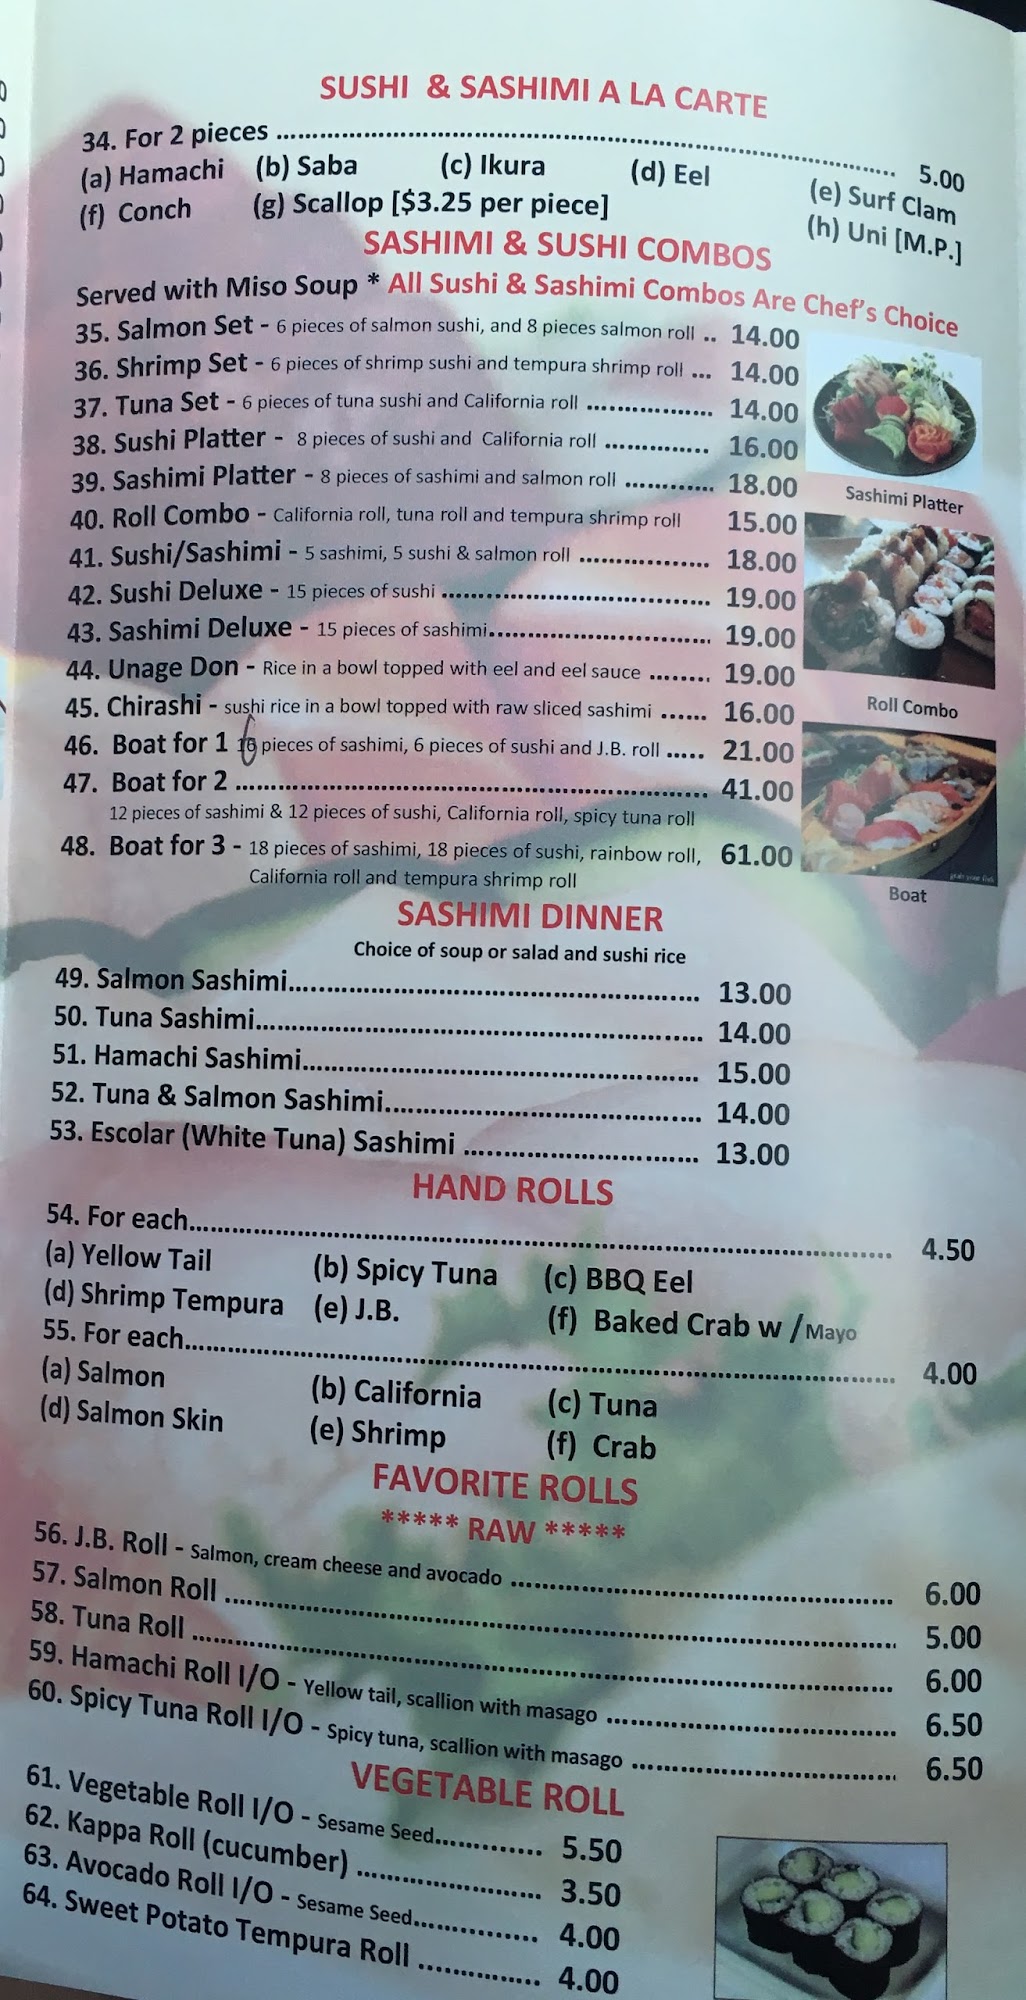 SUSHI & SASHIMI A LA CARTE
34. For 2 pieces ........ 5.00
(a) Hamachi (b) Saba (c) Ikura (d) Eel (e) Surf Clam
(f) Conch (g) Scallop [$3.25 per piece] (h) Uni [M.P.]
SASHIMI & SUSHI COMBOS
Served with Miso Soup * All Sushi & Sashimi Combos Are Chef's Choice
35. Salmon Set - 6 pieces of salmon sushi, and 8 pieces salmon roll .. 14.00
36. Shrimp Set - 6 pieces of shrimp sushi and tempura shrimp roll ... 14.00
37. Tuna Set - 6 pieces of tuna sushi and California roll ........ 14.00
38. Sushi Platter - 8 pieces of sushi and California roll ........ 16.00
39. Sashimi Platter - 8 pieces of sashimi and salmon roll ........ 18.00
Sashimi Platter
40. Roll Combo - California roll, tuna roll and tempura shrimp roll 15.00
41. Sushi/Sashimi - 5 sashimi, 5 sushi & salmon roll ........ 18.00
42. Sushi Deluxe - 15 pieces of sushi ........ 19.00
43. Sashimi Deluxe - 15 pieces of sashimi........ 19.00
44. Unage Don - Rice in a bowl topped with eel and eel sauce ........ 19.00
Roll Combo
45. Chirashi - sushi rice in a bowl topped with raw sliced sashimi ...... 16.00
46. Boat for 1 pieces of sashimi, 6 pieces of sushi and J.B. roll ..... 21.00
47. Boat for 2 ........ 41.00
12 pieces of sashimi & 12 pieces of sushi, California roll, spicy tuna roll
48. Boat for 3 - 18 pieces of sashimi, 18 pieces of sushi, rainbow roll, 61.00
California roll and tempura shrimp roll
Boat
SASHIMI DINNER
Choice of soup or salad and sushi rice
49. Salmon Sashimi........ 13.00
50. Tuna Sashimi........ 14.00
51. Hamachi Sashimi........ 15.00
52. Tuna & Salmon Sashimi........ 14.00
53. Escolar (White Tuna) Sashimi ........ 13.00
HAND ROLLS
54. For each........ 4.50
(a) Yellow Tail (b) Spicy Tuna (c) BBQ Eel
(d) Shrimp Tempura (e) J.B. (f) Baked Crab w /Mayo
55. For each........ 4.00
(a) Salmon (b) California (c) Tuna
(d) Salmon Skin (e) Shrimp (f) Crab
FAVORITE ROLLS
***** RAW *****
56. J.B. Roll - Salmon, cream cheese and avocado ........ 6.00
57. Salmon Roll ........ 5.00
58. Tuna Roll ........ 6.00
59. Hamachi Roll I/O - Yellow tail, scallion with masago ........ 6.50
60. Spicy Tuna Roll I/O - Spicy tuna, scallion with masago ........ 6.50
VEGETABLE ROLL
61. Vegetable Roll I/O - Sesame Seed........ 5.50
62. Kappa Roll (cucumber) ........ 3.50
63. Avocado Roll I/O - Sesame Seed........ 4.00
64. Sweet Potato Tempura Roll ........ 4.00